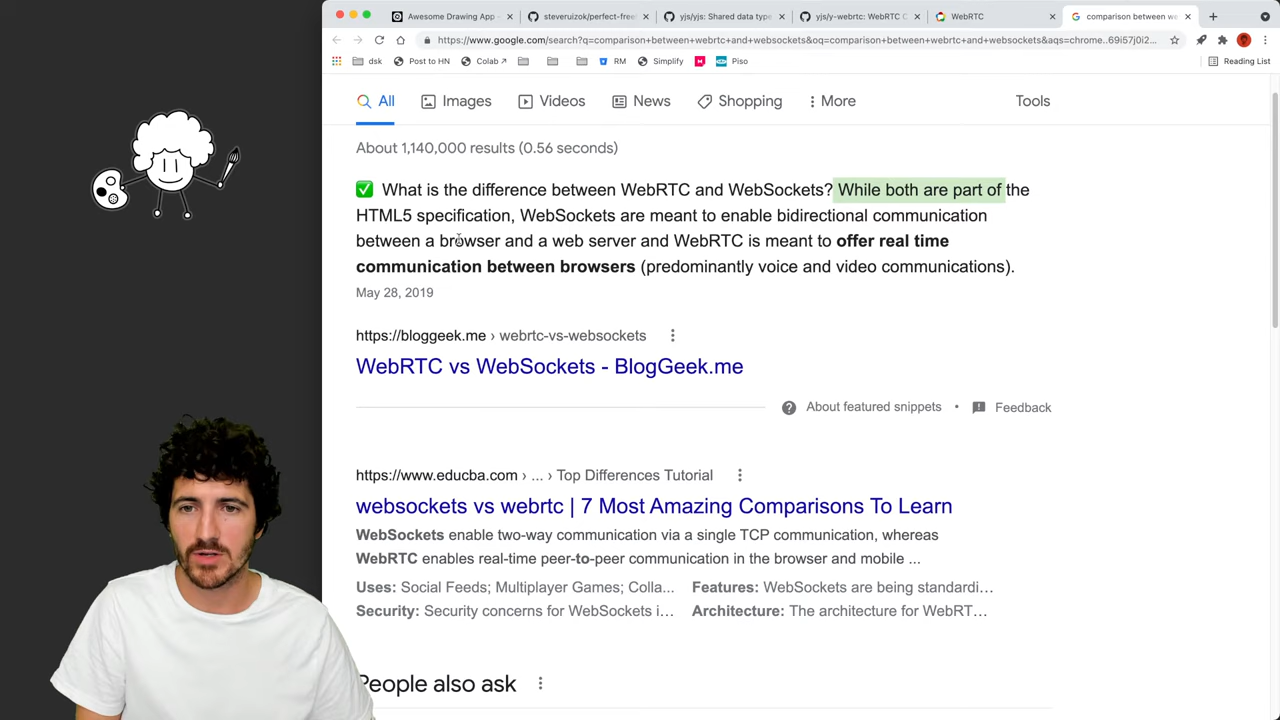 Awesome Drawing App -
steveruizok/perfect-free
yjs/yjs: Shared data type
yjs/y-webrtc: WebRTC C
WebRTC
comparison between we
https://www.google.com/search?q=comparison+between+webrtc+and+websockets&oq=comparison+between+webrtc+and+websockets&aqs=chrome..69i57j0i2...
dsk
Post to HN
Colab ↗
RM
Simplify
Piso
Reading List
All
Images
Videos
News
Shopping
More
Tools
About 1,140,000 results (0.56 seconds)
✅ What is the difference between WebRTC and WebSockets? While both are part of the
HTML5 specification, WebSockets are meant to enable bidirectional communication
between a browser and a web server and WebRTC is meant to offer real time
communication between browsers (predominantly voice and video communications).
May 28, 2019
https://bloggeek.me › webrtc-vs-websockets
WebRTC vs WebSockets - BlogGeek.me
About featured snippets • Feedback
https://www.educba.com › ... › Top Differences Tutorial
websockets vs webrtc | 7 Most Amazing Comparisons To Learn
WebSockets enable two-way communication via a single TCP communication, whereas
WebRTC enables real-time peer-to-peer communication in the browser and mobile ...
Uses: Social Feeds; Multiplayer Games; Colla...
Features: WebSockets are being standardi...
Security: Security concerns for WebSockets i...
Architecture: The architecture for WebRT...
People also ask